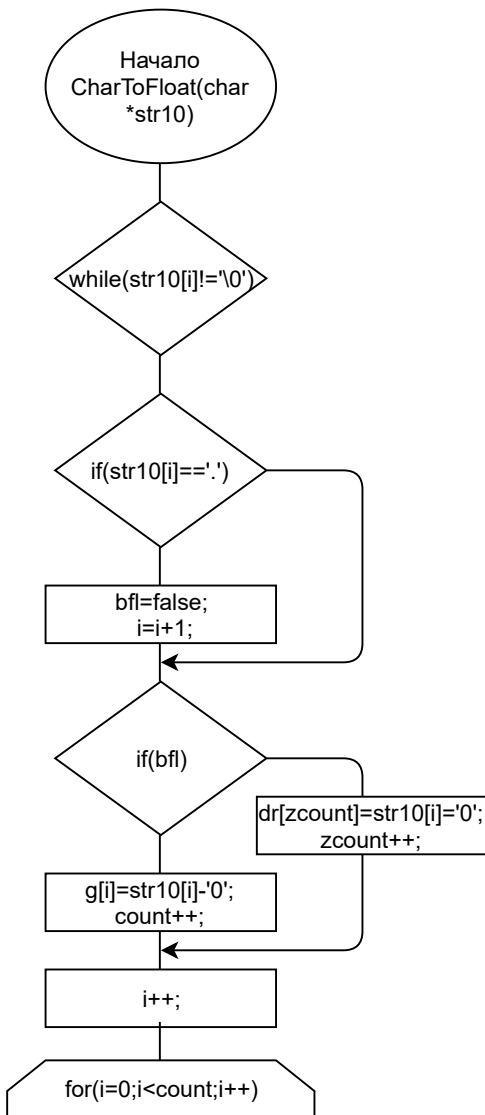 Начало
CharToFloat(char
*str10)
while(str10[i]!='\0')
if(str10[i]=='.')
bfl=false;
i=i+1;
if(bfl)
dr[zcount]=str10[i]='0';
zcount++;
g[i]=str10[i]-'0';
count++;
i++;
for(i=0;i<count;i++)